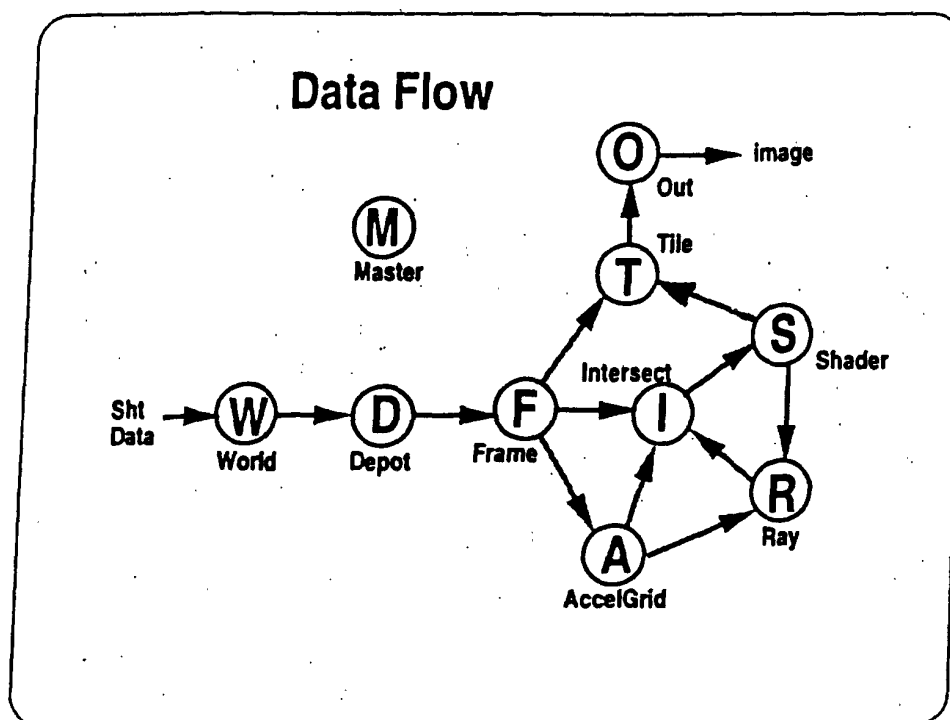 Data Flow
O
image
Out
M
Master
Tile
T
S
Shader
Intersect
Sht
Data
W
World
D
Depot
F
Frame
I
R
Ray
A
AccelGrid